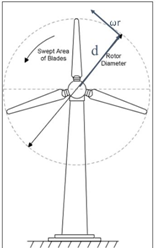 ωr
d
Swept Area
of Blades
Rotor
Diameter